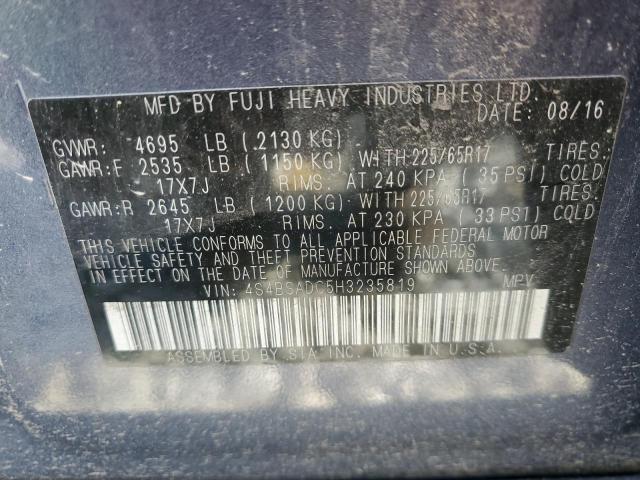 MFD BY FUJI HEAVY INDUSTRIES LTD.
DATE: 08/16
GVWR: 4695 LB (2130 KG)
GAWR:F 2535 LB (1150 KG) WITH 225/65R17 TIRES.
17X7J RIMS. AT 240 KPA (35 PSI) COLD
GAWR:R 2645 LB (1200 KG) WITH 225/65R17 TIRES.
17X7J RIMS. AT 230 KPA (33 PSI) COLD
THIS VEHICLE CONFORMS TO ALL APPLICABLE FEDERAL MOTOR
VEHICLE SAFETY AND THEFT PREVENTION STANDARDS
IN EFFECT ON THE DATE OF MANUFACTURE SHOWN ABOVE.
VIN: 4S4BSADC5H3235819 MPV
ASSEMBLED BY SIA INC. MADE IN U.S.A.